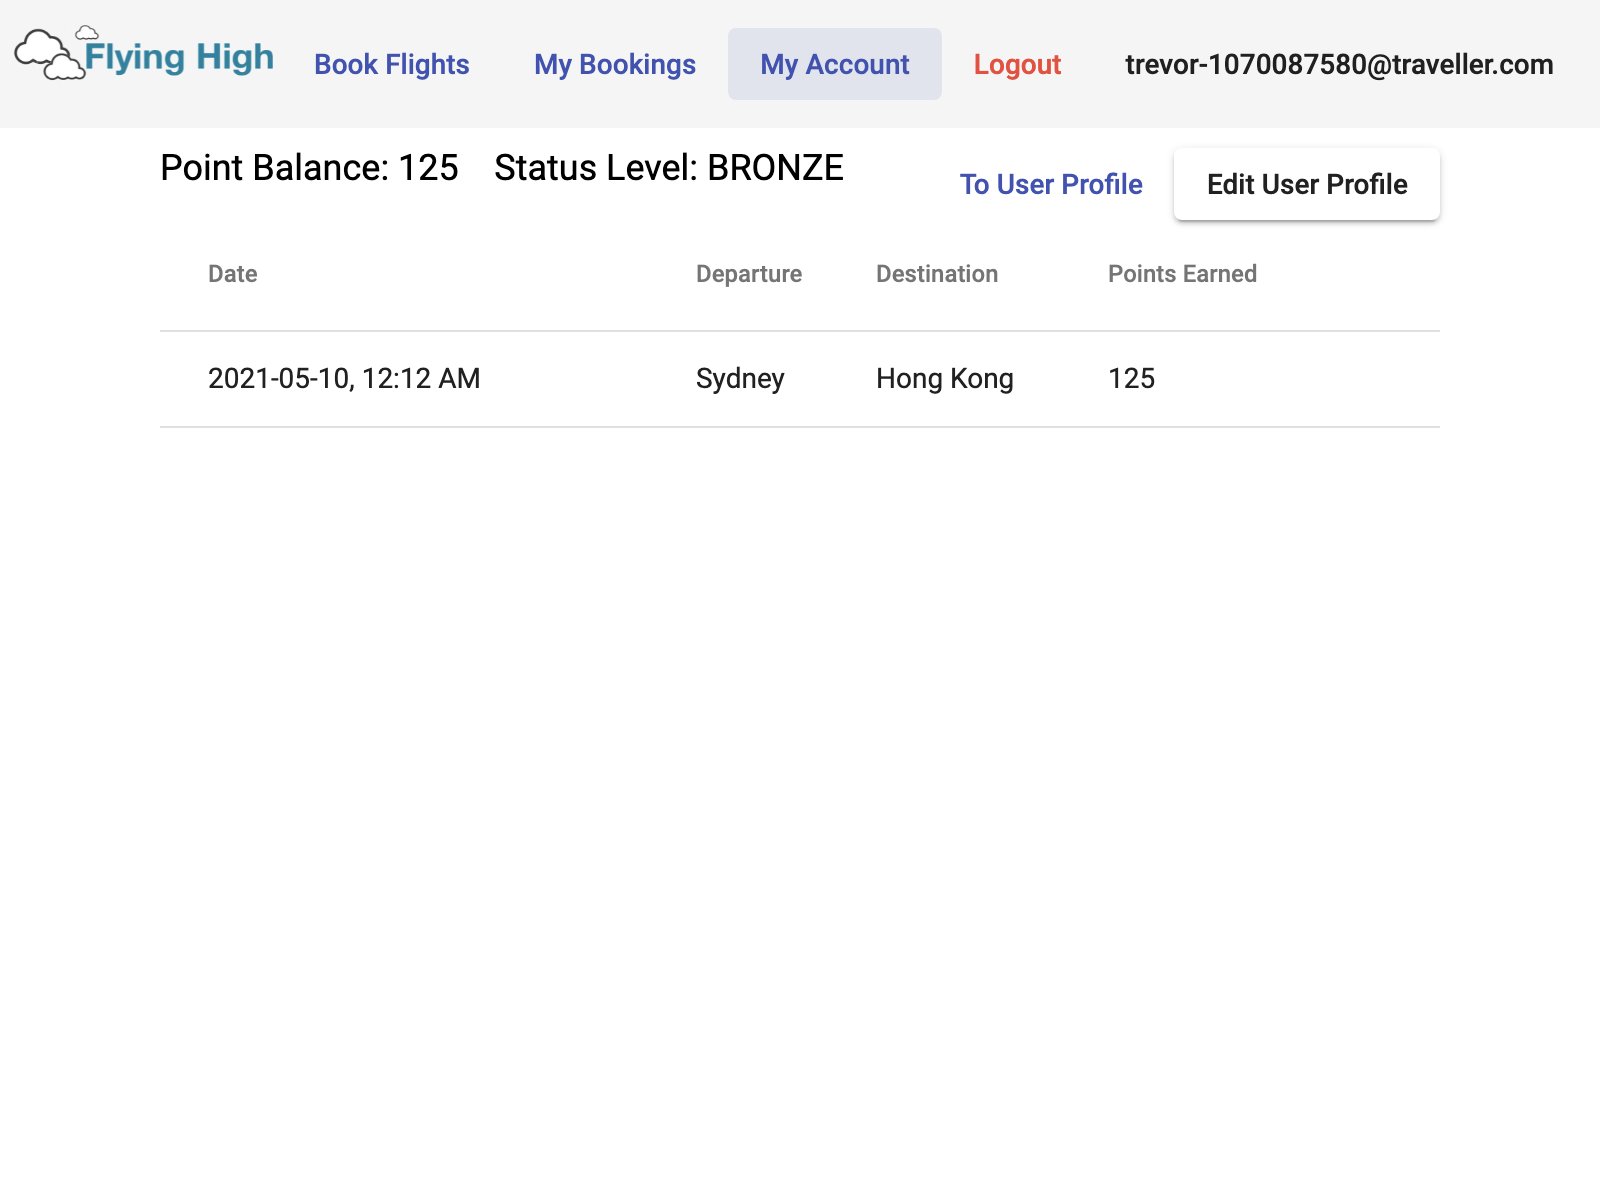 Flying High Book Flights My Bookings My Account Logout trevor-1070087580@traveller.com
Point Balance: 125 Status Level: BRONZE To User Profile Edit User Profile
Date Departure Destination Points Earned
2021-05-10, 12:12 AM Sydney Hong Kong 125